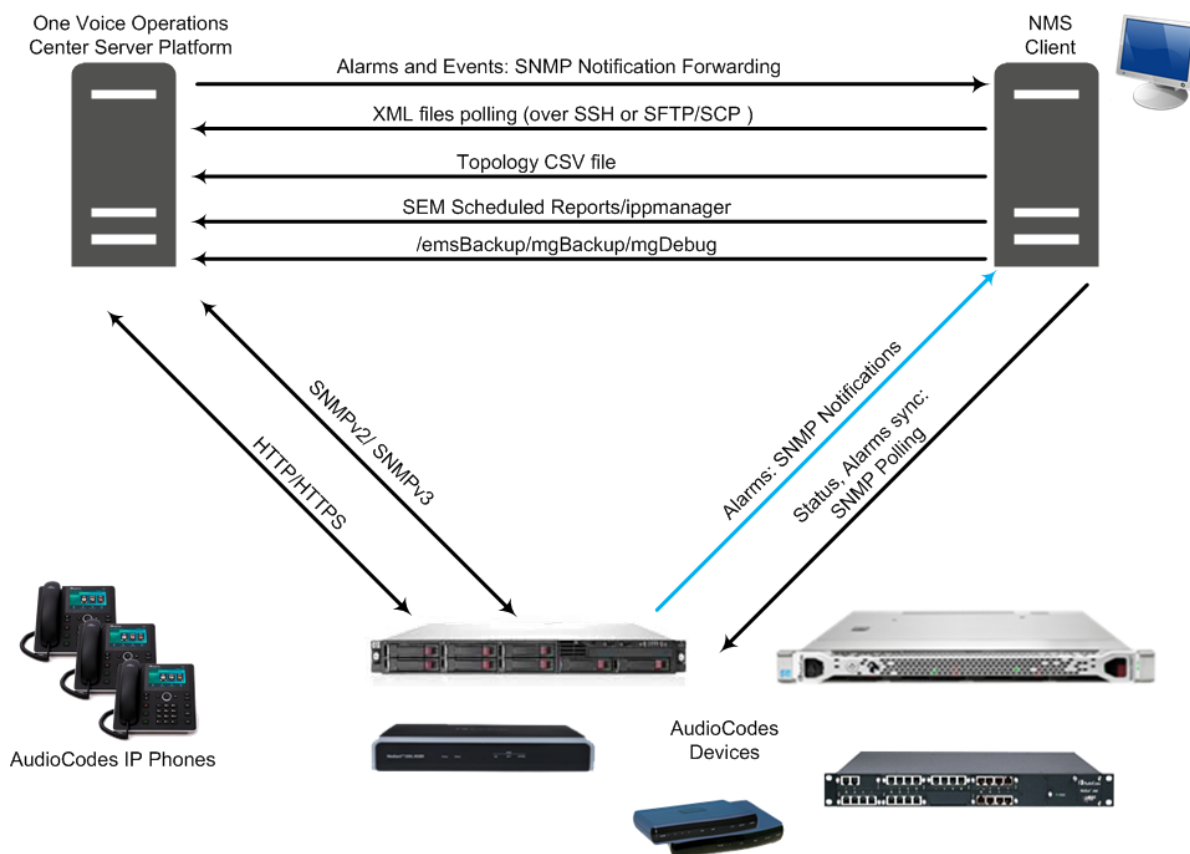 One Voice Operations
Center Server Platform
NMS
Client
Alarms and Events: SNMP Notification Forwarding
XML files polling (over SSH or SFTP/SCP )
Topology CSV file
SEM Scheduled Reports/ippmanager
/emsBackup/mgBackup/mgDebug
SNMPv2/ SNMPv3
HTTP/HTTPS
Alarms: SNMP Notifications
Status, Alarms sync:
SNMP Polling
AudioCodes IP Phones
AudioCodes
Devices